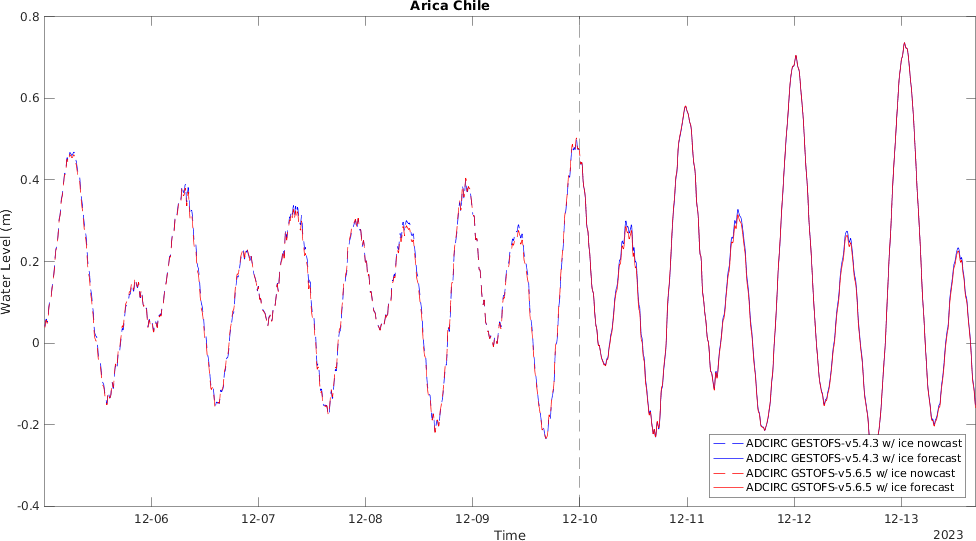 Arica Chile
0.8
0.6
0.4
0.2
0
-0.2
-0.4
Water Level (m)
ADCIRC GESTOFS-v5.4.3 w/ ice nowcast
ADCIRC GESTOFS-v5.4.3 w/ ice forecast
ADCIRC GSTOFS-v5.6.5 w/ ice nowcast
ADCIRC GSTOFS-v5.6.5 w/ ice forecast
12-06 12-07 12-08 12-09 12-10 12-11 12-12 12-13
Time
2023